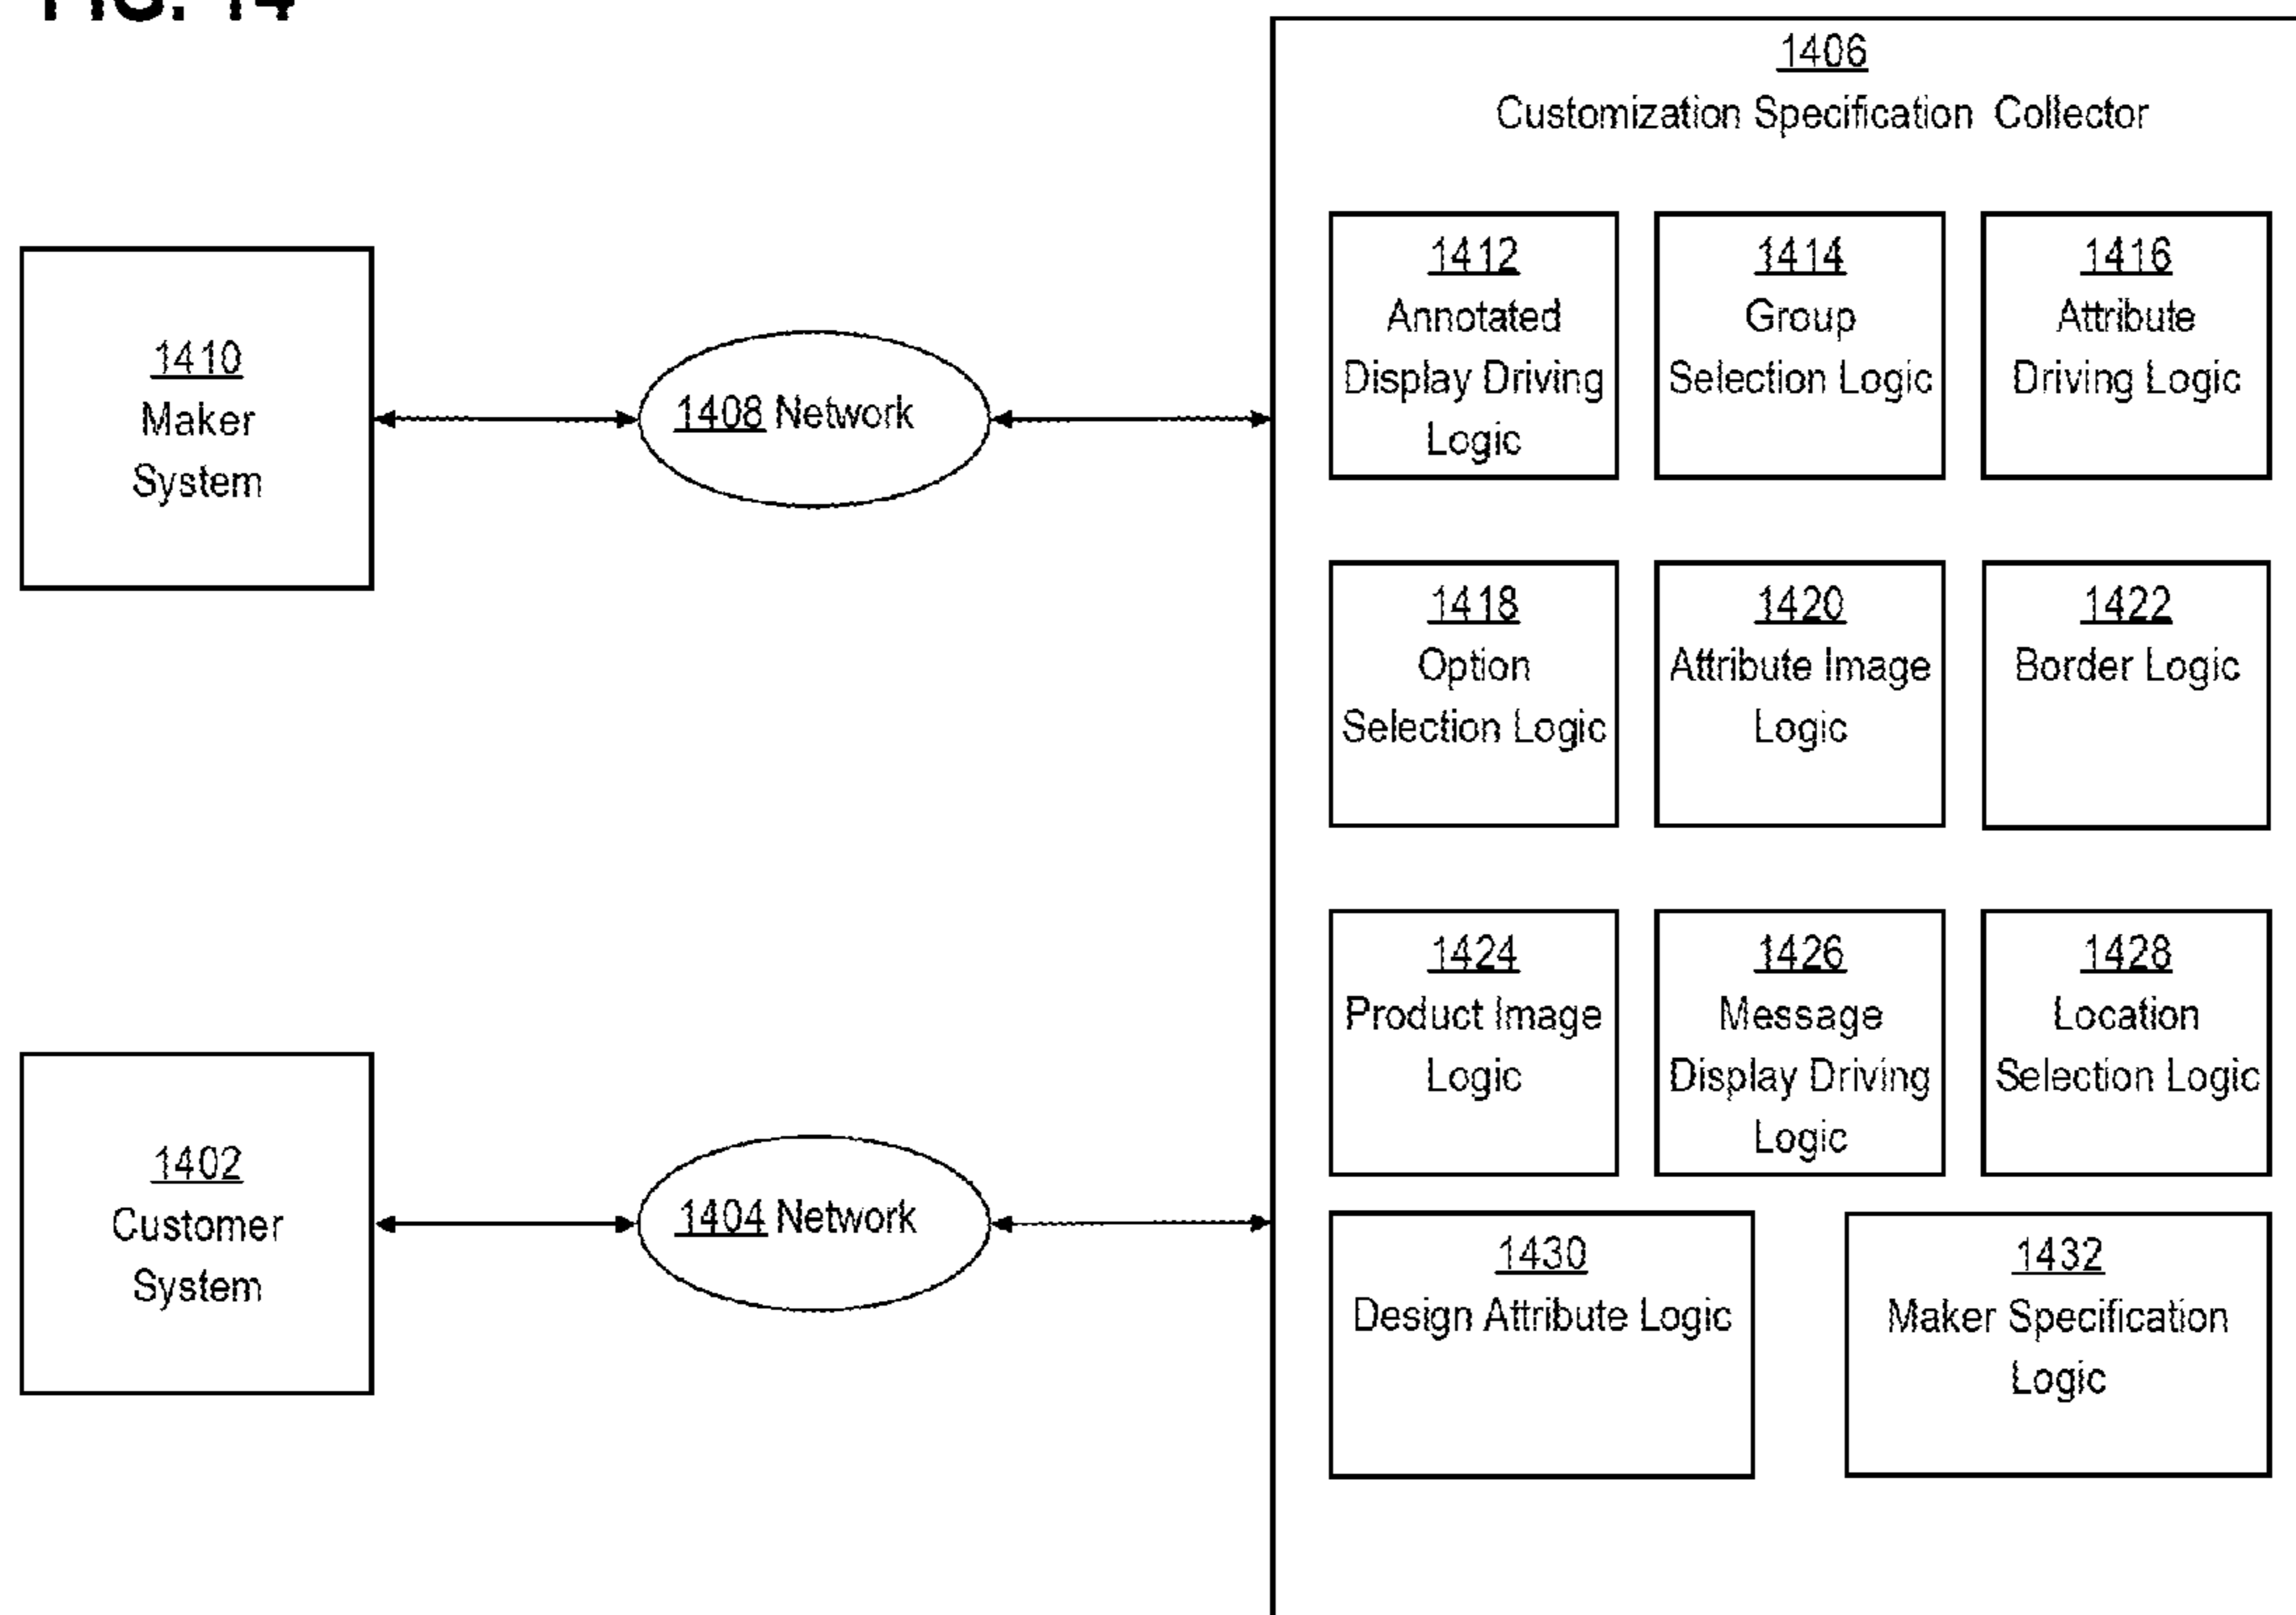 FIG. 14
1406
Customization Specification Collector
1412
Annotated
Display Driving
Logic
1414
Group
Selection Logic
1416
Attribute
Driving Logic
1410
Maker
System
1408 Network
1418
Option
Selection Logic
1420
Attribute Image
Logic
1422
Border Logic
1424
Product Image
Logic
1426
Message
Display Driving
Logic
1428
Location
Selection Logic
1402
Customer
System
1404 Network
1430
Design Attribute Logic
1432
Maker Specification
Logic